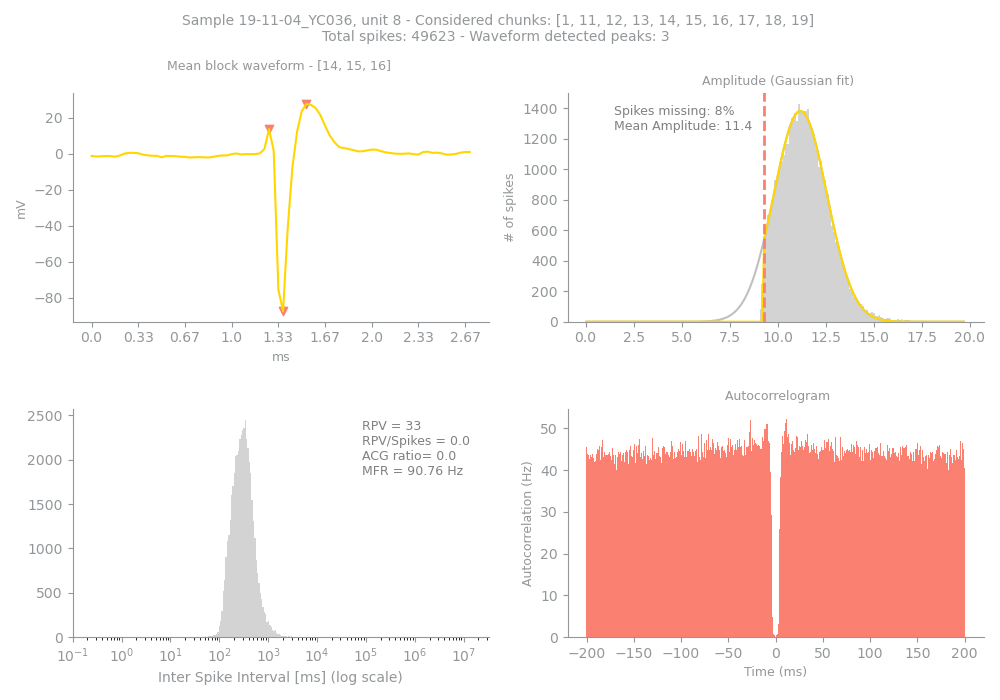 Sample 19-11-04_YC036, unit 8 - Considered chunks: [1, 11, 12, 13, 14, 15, 16, 17, 18, 19]
Total spikes: 49623 - Waveform detected peaks: 3
Mean block waveform - [14, 15, 16]
20
0
−20
−40
−60
−80
mV
0.0 0.33 0.67 1.0 1.33 1.67 2.0 2.33 2.67
ms
Amplitude (Gaussian fit)
Spikes missing: 8%
Mean Amplitude: 11.4
1400
1200
1000
800
600
400
200
0
# of spikes
0.0 2.5 5.0 7.5 10.0 12.5 15.0 17.5 20.0
RPV = 33
RPV/Spikes = 0.0
ACG ratio= 0.0
MFR = 90.76 Hz
2500
2000
1500
1000
500
0
10⁻¹ 10⁰ 10¹ 10² 10³ 10⁴ 10⁵ 10⁶ 10⁷
Inter Spike Interval [ms] (log scale)
Autocorrelogram
50
40
30
20
10
0
Autocorrelation (Hz)
−200 −150 −100 −50 0 50 100 150 200
Time (ms)